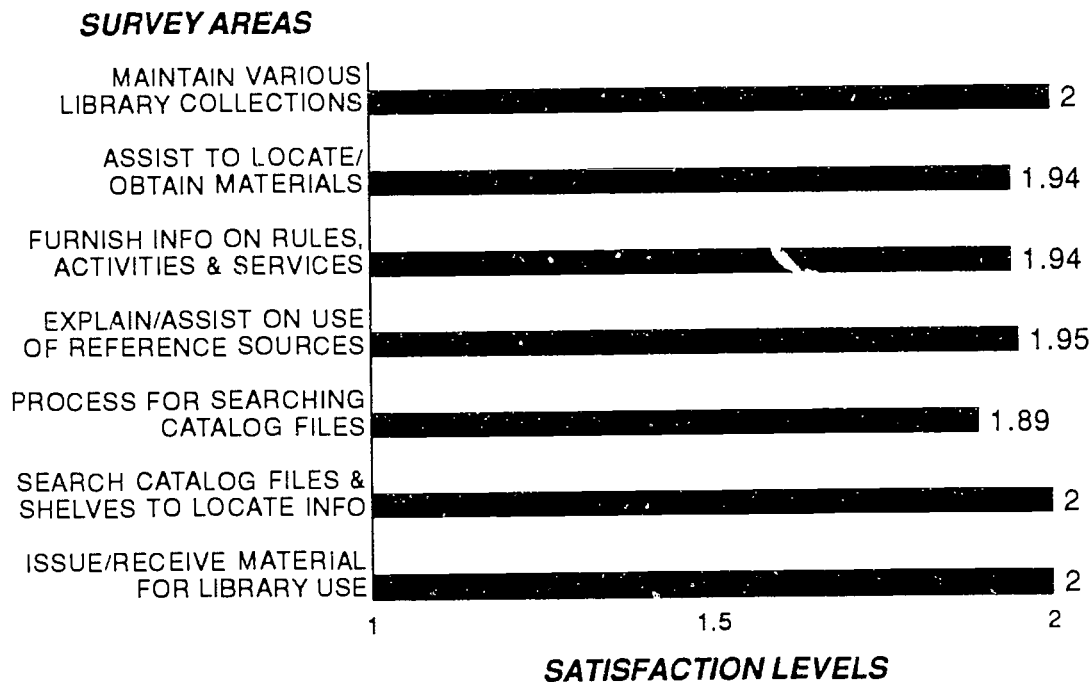 SURVEY AREAS
MAINTAIN VARIOUS
LIBRARY COLLECTIONS
2
ASSIST TO LOCATE/
OBTAIN MATERIALS
1.94
FURNISH INFO ON RULES,
ACTIVITIES & SERVICES
1.94
EXPLAIN/ASSIST ON USE
OF REFERENCE SOURCES
1.95
PROCESS FOR SEARCHING
CATALOG FILES
1.89
SEARCH CATALOG FILES &
SHELVES TO LOCATE INFO
2
ISSUE/RECEIVE MATERIAL
FOR LIBRARY USE
2
1 1.5 2
SATISFACTION LEVELS